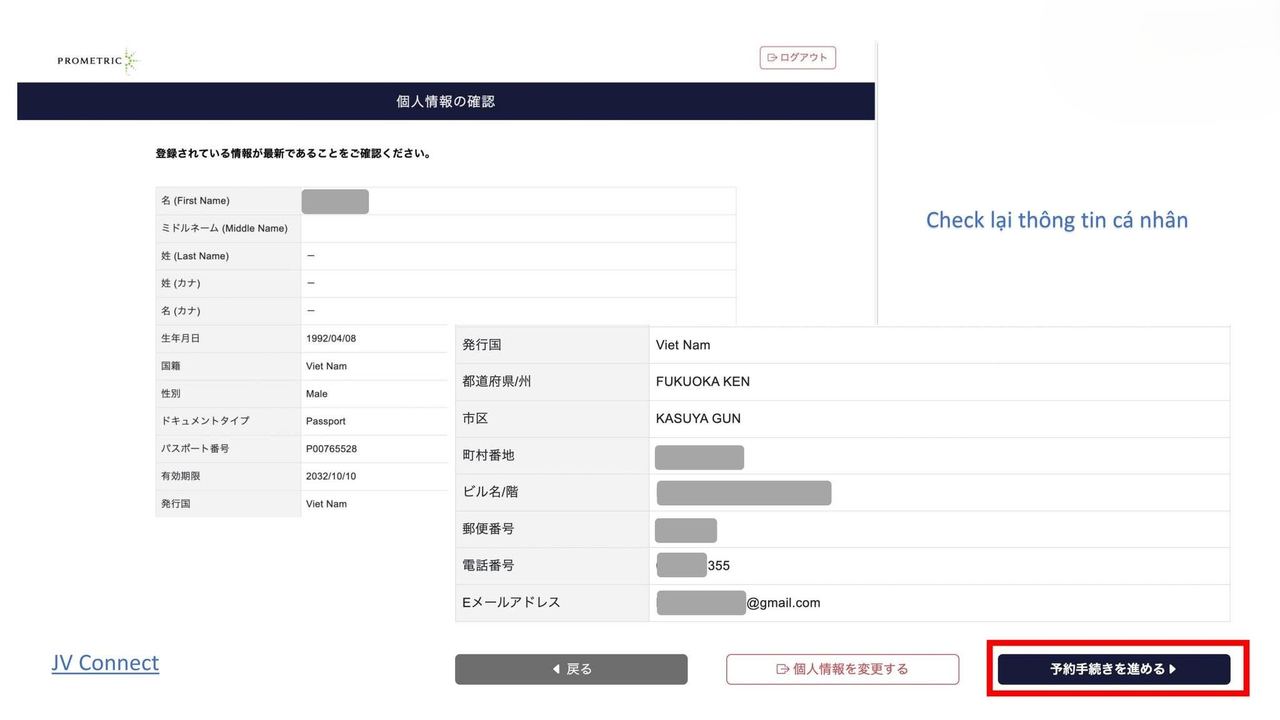 PROMETRIC
ログアウト
個人情報の確認
登録されている情報が最新であることをご確認ください。
名 (First Name)
ミドルネーム (Middle Name)
姓 (Last Name) –
姓 (カナ) –
名 (カナ) –
生年月日 1992/04/08
国籍 Viet Nam
性別 Male
ドキュメントタイプ Passport
パスポート番号 P00765528
有効期限 2032/10/10
発行国 Viet Nam
Check lại thông tin cá nhân
発行国 Viet Nam
都道府県/州 FUKUOKA KEN
市区 KASUYA GUN
町村番地
ビル名/階
郵便番号
電話番号 355
Eメールアドレス @gmail.com
JV Connect
戻る
個人情報を変更する
予約手続きを進める